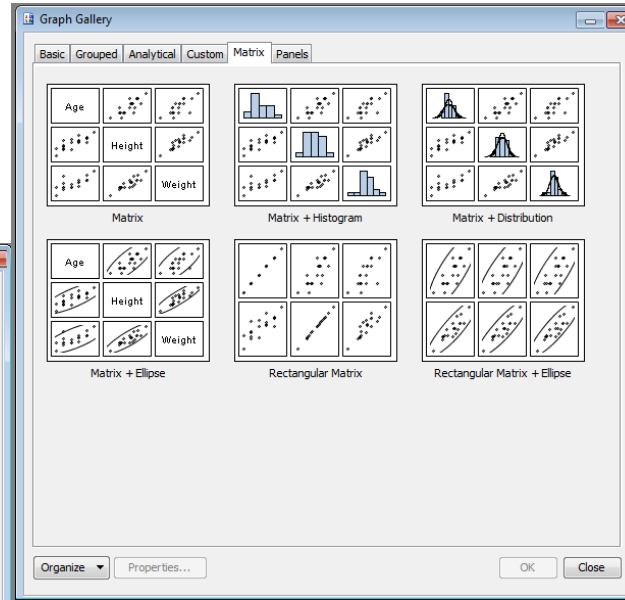 Graph Gallery
Basic Grouped Analytical Custom Matrix Panels
Age
Height
Weight
Matrix Matrix + Histogram Matrix + Distribution
Age
Height
Weight
Matrix + Ellipse Rectangular Matrix Rectangular Matrix + Ellipse
Organize Properties... OK Close